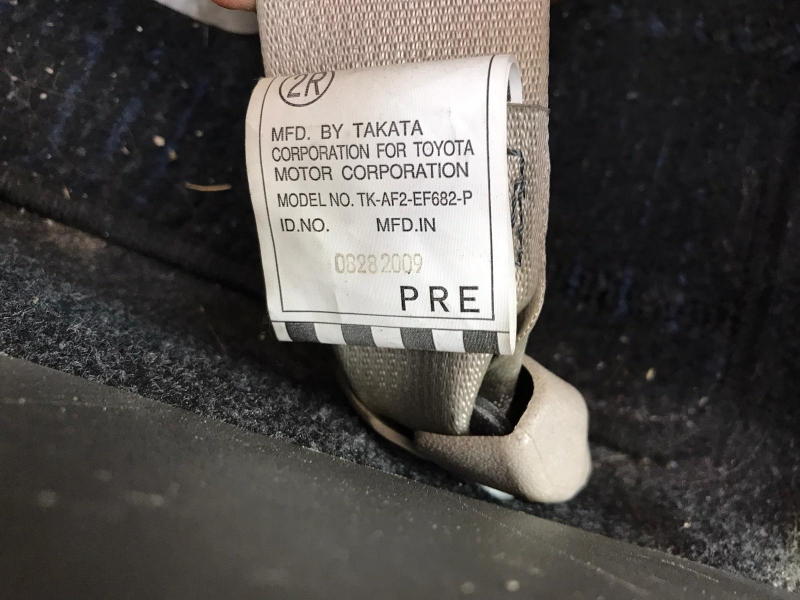 2R
MFD. BY TAKATA
CORPORATION FOR TOYOTA
MOTOR CORPORATION
MODEL NO. TK-AF2-EF682-P
ID.NO. MFD.IN
08282009
PRE